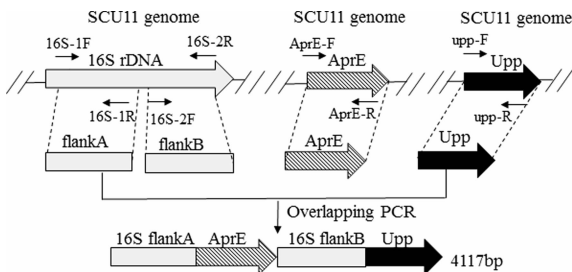 SCU11 genome SCU11 genome SCU11 genome
16S-1F 16S-2R AprE-F upp-F
16S rDNA AprE Upp
16S-1R 16S-2F AprE-R upp-R
flankA flankB AprE Upp
Overlapping PCR
16S flankA AprE 16S flankB Upp
4117bp